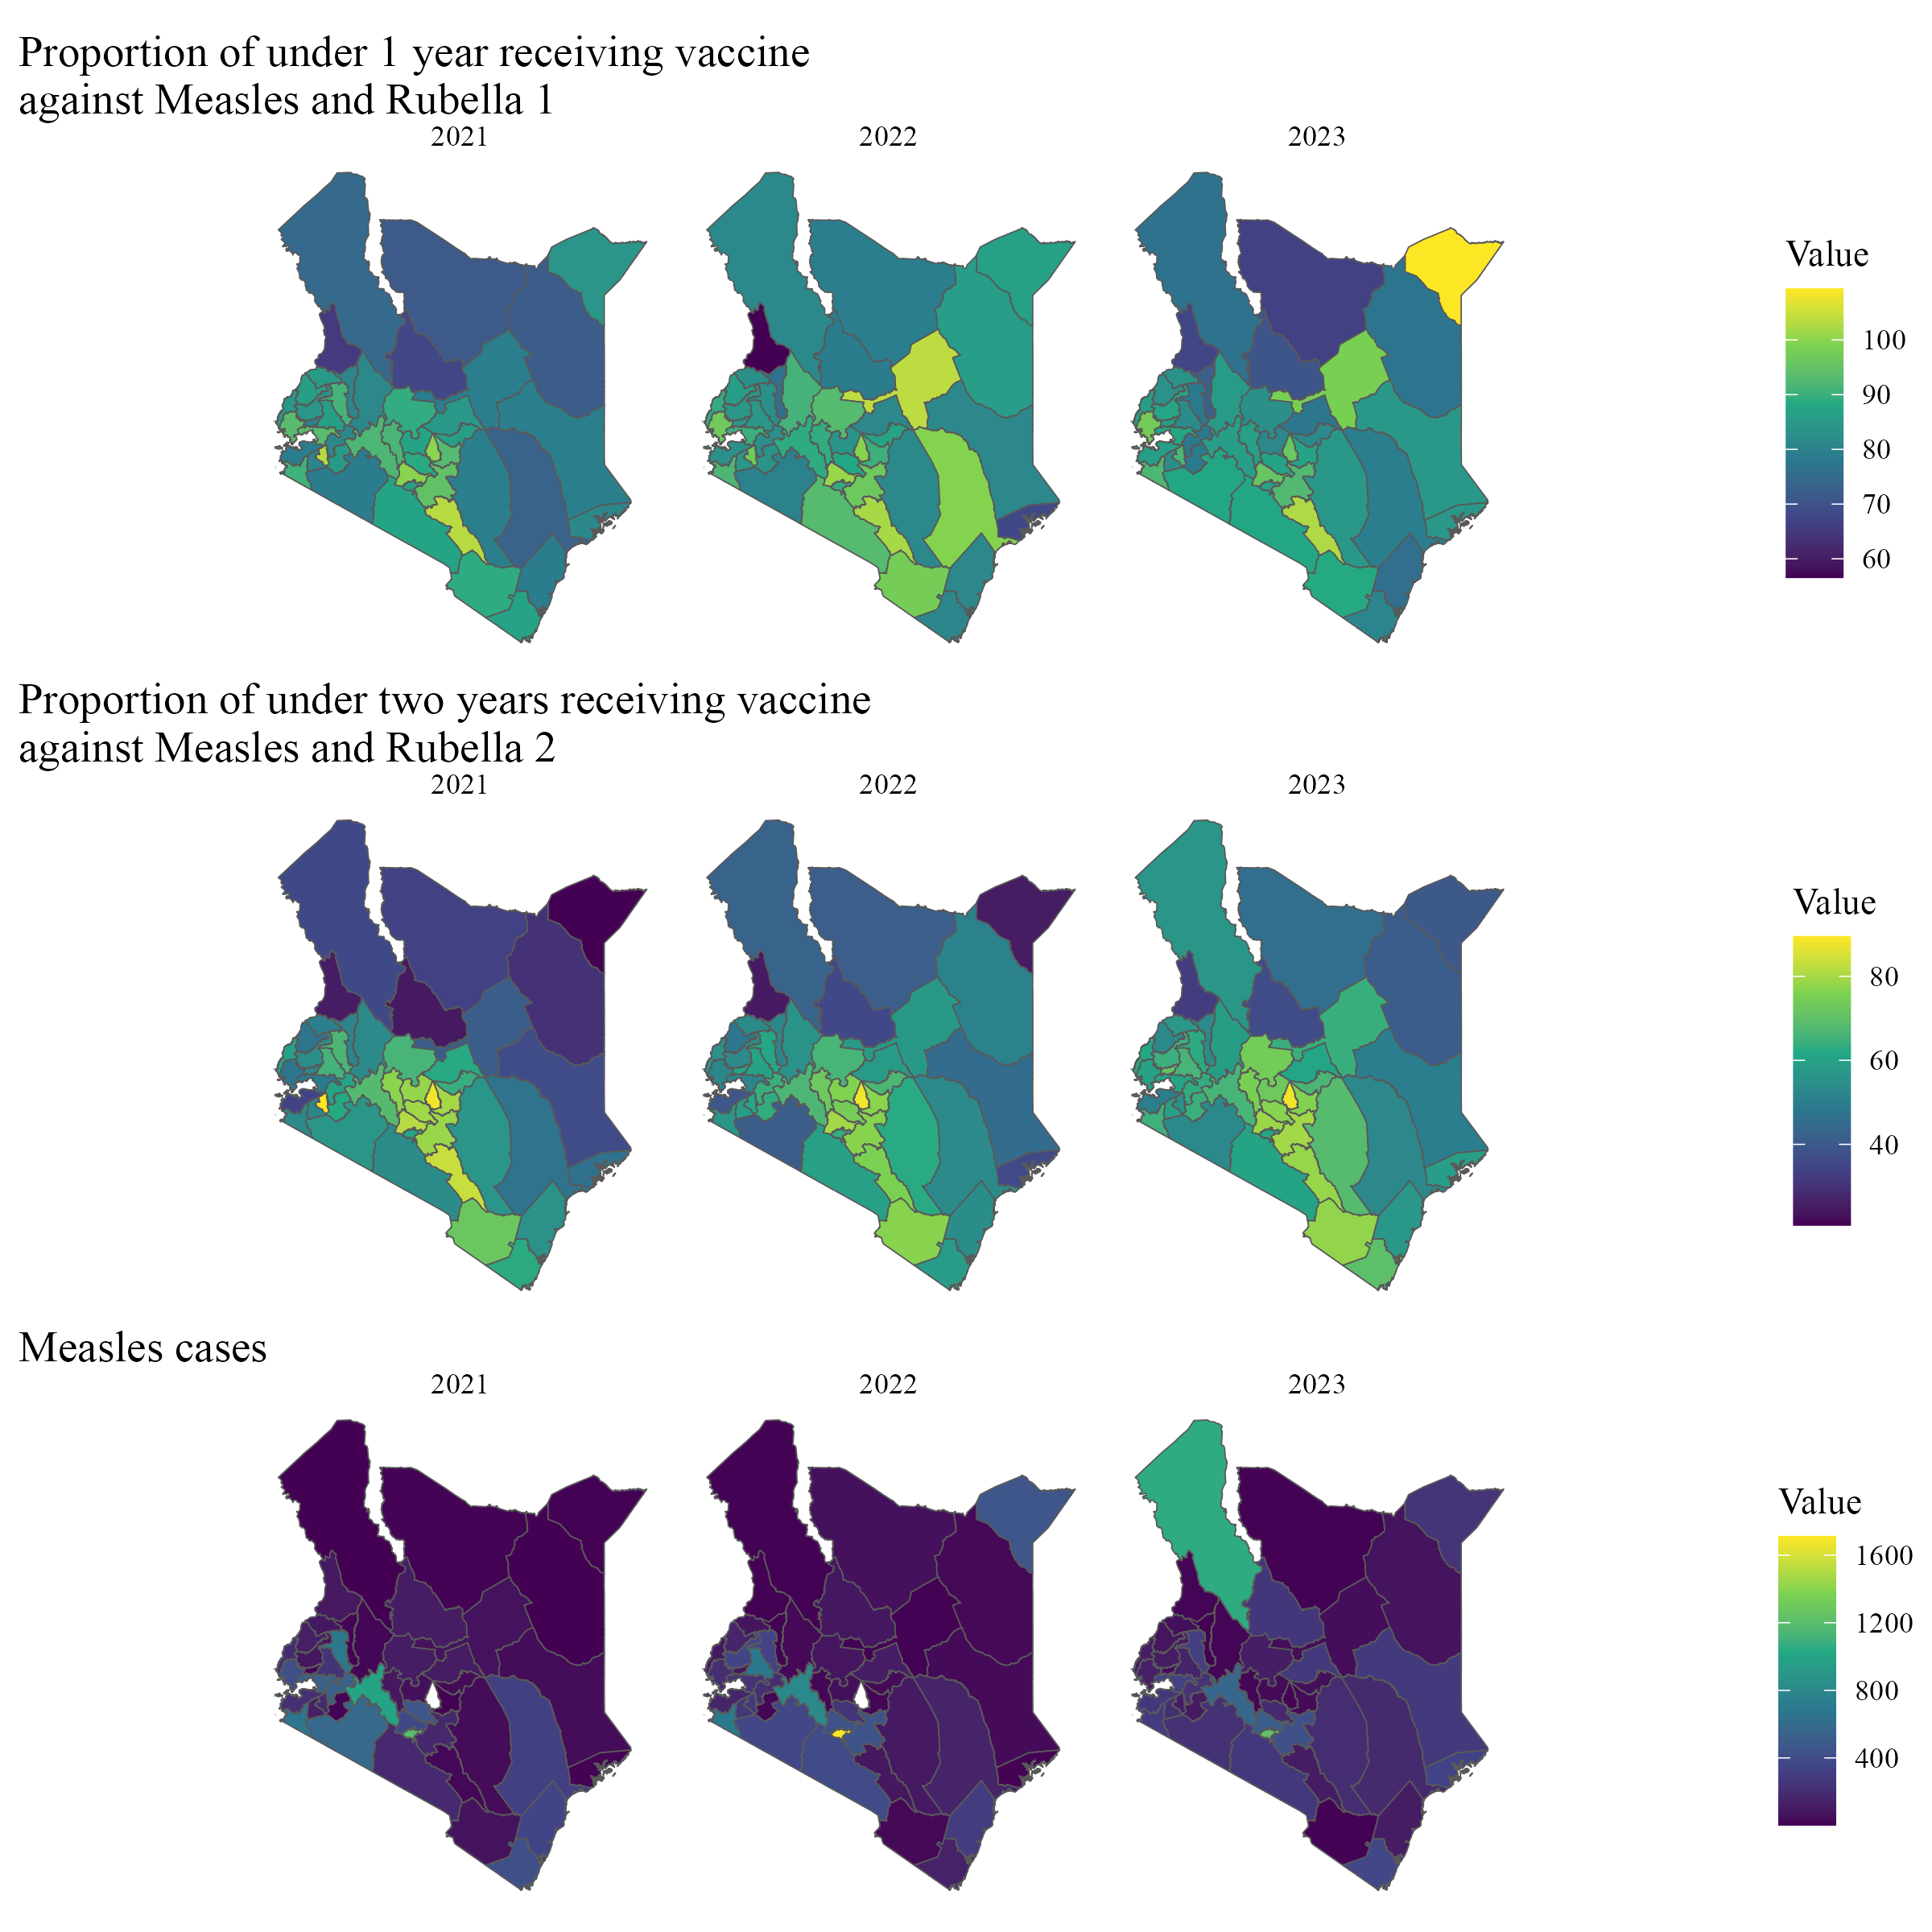 Proportion of under 1 year receiving vaccine
against Measles and Rubella 1
2021 2022 2023
Value
100
90
80
70
60
Proportion of under two years receiving vaccine
against Measles and Rubella 2
2021 2022 2023
Value
80
60
40
Measles cases
2021 2022 2023
Value
1600
1200
800
400